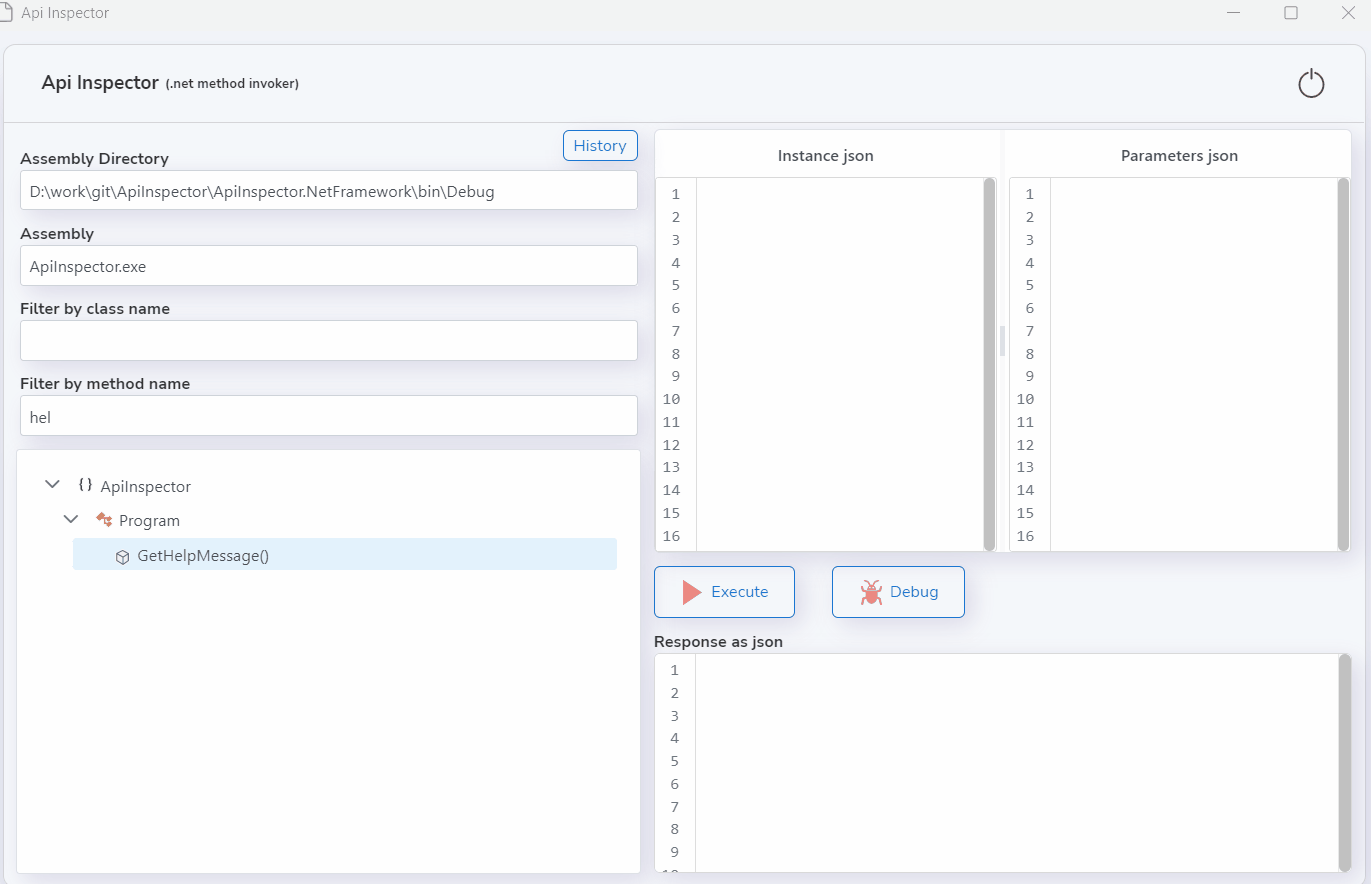 Api Inspector
Api Inspector (.net method invoker)
History
Assembly Directory
D:\work\git\ApiInspector\ApiInspector.NetFramework\bin\Debug
Assembly
ApiInspector.exe
Filter by class name
Filter by method name
hel
{} ApiInspector
Program
GetHelpMessage()
Instance json
1
2
3
4
5
6
7
8
9
10
11
12
13
14
15
16
Parameters json
1
2
3
4
5
6
7
8
9
10
11
12
13
14
15
16
Execute
Debug
Response as json
1
2
3
4
5
6
7
8
9
10